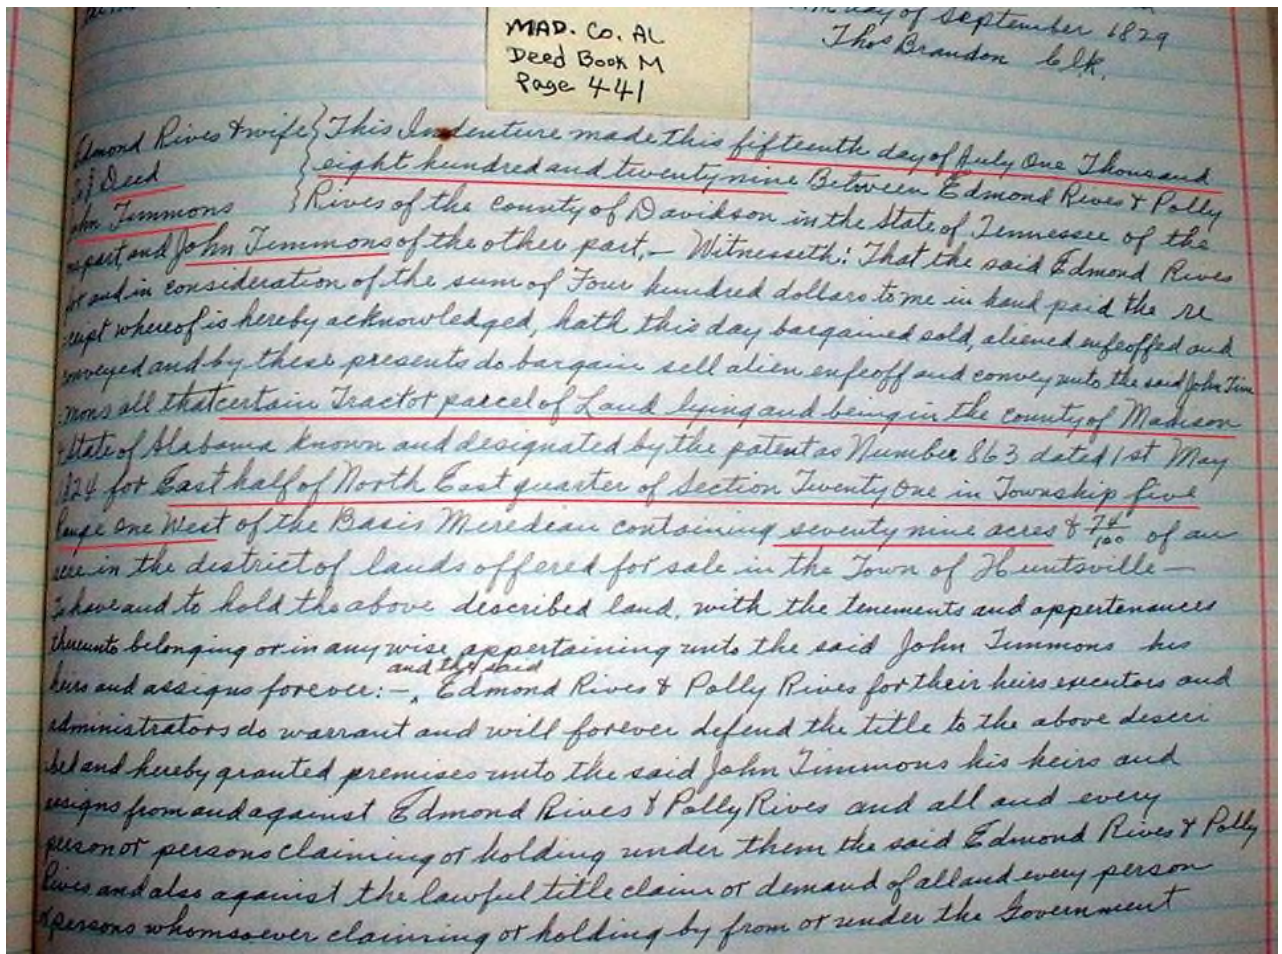 day of September 1829
Thos Brandon Clk.
MAD. Co. AL
Deed Book M
Page 441
Edmond Rives & wife } This Indenture made this fifteenth day of July One Thousand
To } Deed } eight hundred and twenty nine Between Edmond Rives & Polly
John Timmons } Rives of the county of Davidson in the State of Tennessee of the
one part, and John Timmons of the other part, – Witnesseth: That the said Edmond Rives
for and in consideration of the sum of Four hundred dollars to me in hand paid the re
ceipt whereof is hereby acknowledged, hath this day bargained sold, aliened enfeoffed and
conveyed and by these presents do bargain sell alien enfeoff and convey unto the said John Tim
:mons all that certain Tract or parcel of Land lying and being in the county of Madison
& State of Alabama known and designated by the patent as Number 863 dated 1st May
1824 for East half of North East quarter of Section Twenty One in Township five
Range One West of the Basis Meredian containing seventy nine acres & 74/100 of an
acre in the district of lands offered for sale in the Town of Huntsville –
To have and to hold the above described land, with the tenements and appertenances
thereunto belonging or in any wise appertaining unto the said John Timmons his
heirs and assigns forever: – and the said Edmond Rives & Polly Rives for their heirs executors and
administrators do warrant and will forever defend the title to the above descri
bed and hereby granted premises unto the said John Timmons his heirs and
assigns from and against Edmond Rives & Polly Rives and all and every
person or persons claiming or holding under them the said Edmond Rives & Polly
Rives and also against the lawful title claim or demand of all and every person
or persons whomsoever claiming or holding by from or under the Government